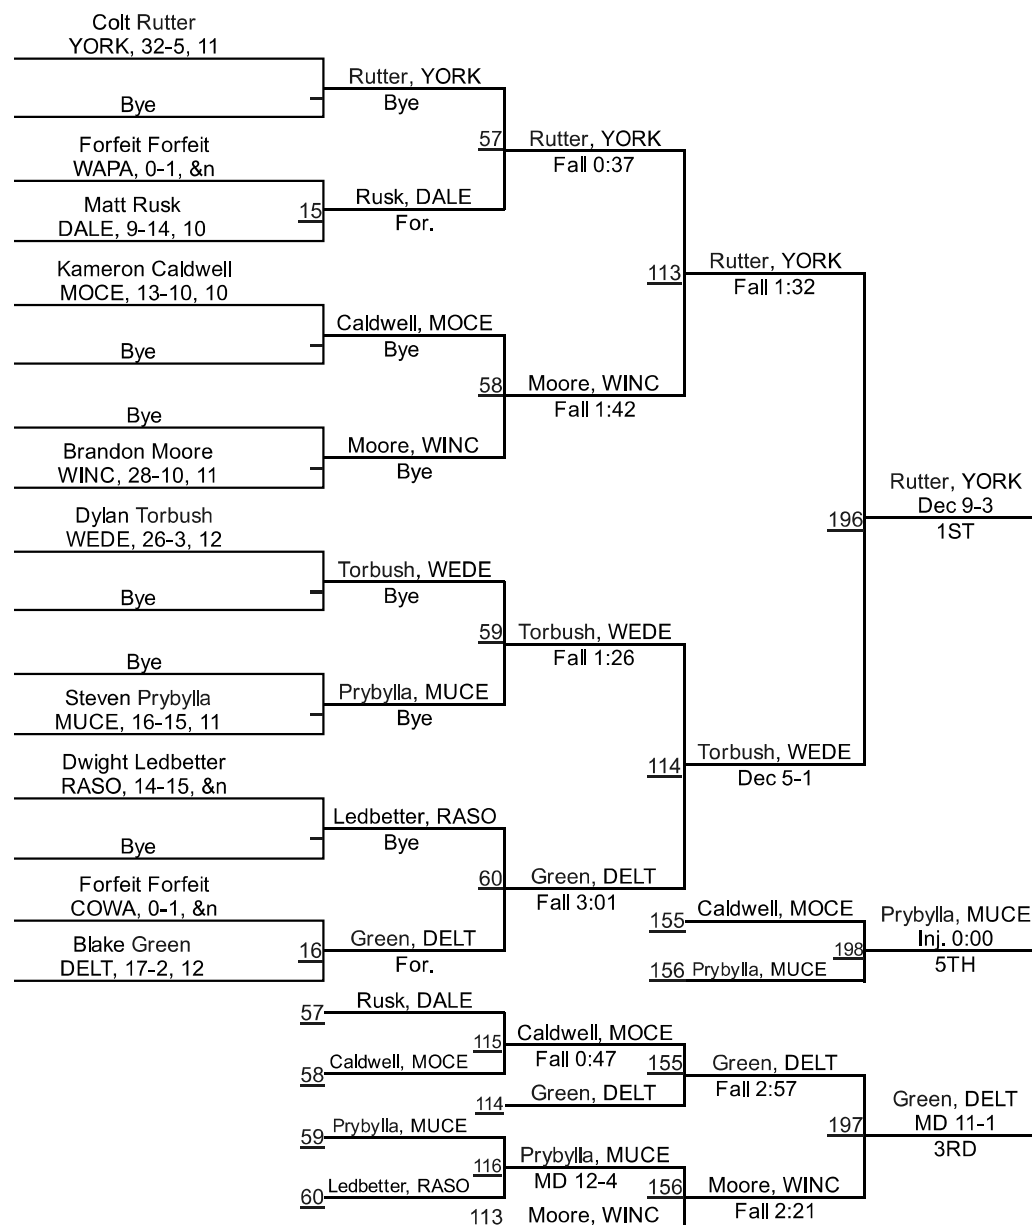 Colt Rutter
YORK, 32-5, 11
Bye
Rutter, YORK
Bye
Forfeit Forfeit
WAPA, 0-1, &n
Matt Rusk
DALE, 9-14, 10
15
Rusk, DALE
For.
57
Rutter, YORK
Fall 0:37
Kameron Caldwell
MOCE, 13-10, 10
Bye
Caldwell, MOCE
Bye
Bye
Brandon Moore
WINC, 28-10, 11
Moore, WINC
Bye
58
Moore, WINC
Fall 1:42
113
Rutter, YORK
Fall 1:32
Dylan Torbush
WEDE, 26-3, 12
Bye
Torbush, WEDE
Bye
Bye
Steven Prybylla
MUCE, 16-15, 11
Prybylla, MUCE
Bye
59
Torbush, WEDE
Fall 1:26
Dwight Ledbetter
RASO, 14-15, &n
Bye
Ledbetter, RASO
Bye
Forfeit Forfeit
COWA, 0-1, &n
Blake Green
DELT, 17-2, 12
16
Green, DELT
For.
60
Green, DELT
Fall 3:01
114
Torbush, WEDE
Dec 5-1
196
Rutter, YORK
Dec 9-3
1ST
155
Caldwell, MOCE
156 Prybylla, MUCE
198
Prybylla, MUCE
Inj. 0:00
5TH
57
Rusk, DALE
58
Caldwell, MOCE
115
Caldwell, MOCE
Fall 0:47
114
Green, DELT
155
Green, DELT
Fall 2:57
59
Prybylla, MUCE
60
Ledbetter, RASO
116
Prybylla, MUCE
MD 12-4
113
Moore, WINC
156
Moore, WINC
Fall 2:21
197
Green, DELT
MD 11-1
3RD